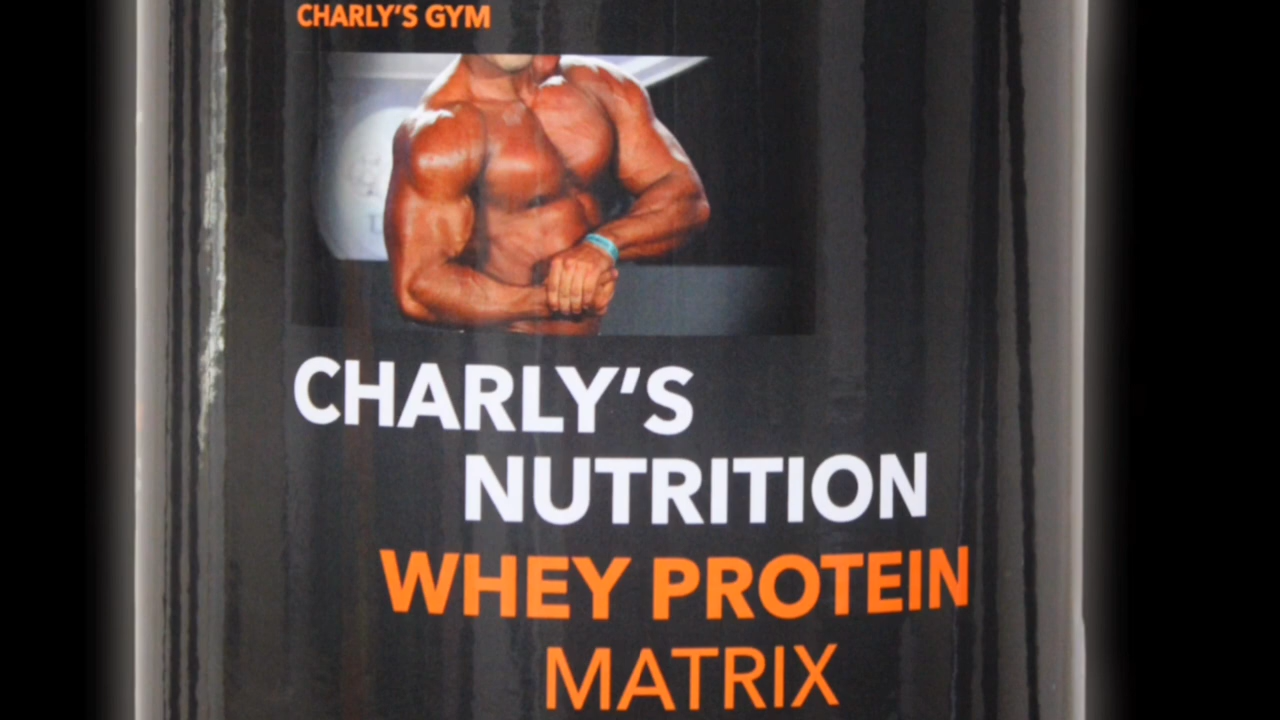 CHARLY'S GYM
CHARLY'S
NUTRITION
WHEY PROTEIN
MATRIX